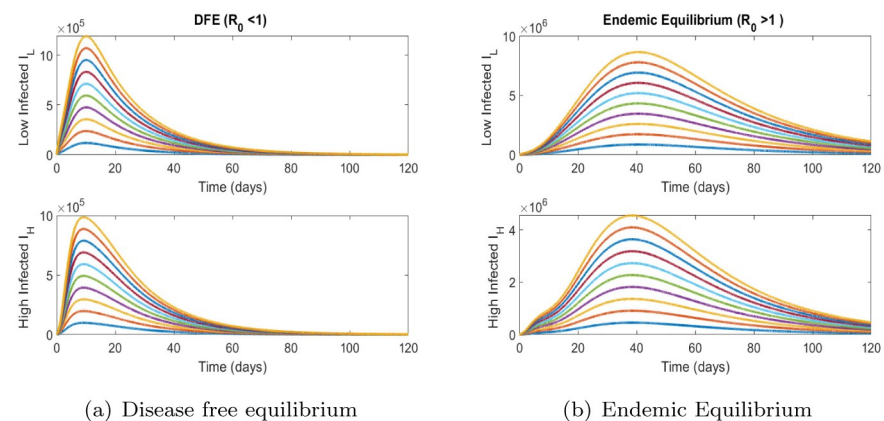 DFE (R0 <1)
×10^5
10
5
0
Low Infected I_L
0 20 40 60 80 100 120
Time (days)
×10^5
10
5
0
High Infected I_H
0 20 40 60 80 100 120
Time (days)
(a) Disease free equilibrium
Endemic Equilibrium (R0 >1 )
×10^6
10
5
0
Low Infected I_L
0 20 40 60 80 100 120
Time (days)
×10^6
4
2
0
High Infected I_H
0 20 40 60 80 100 120
Time (days)
(b) Endemic Equilibrium